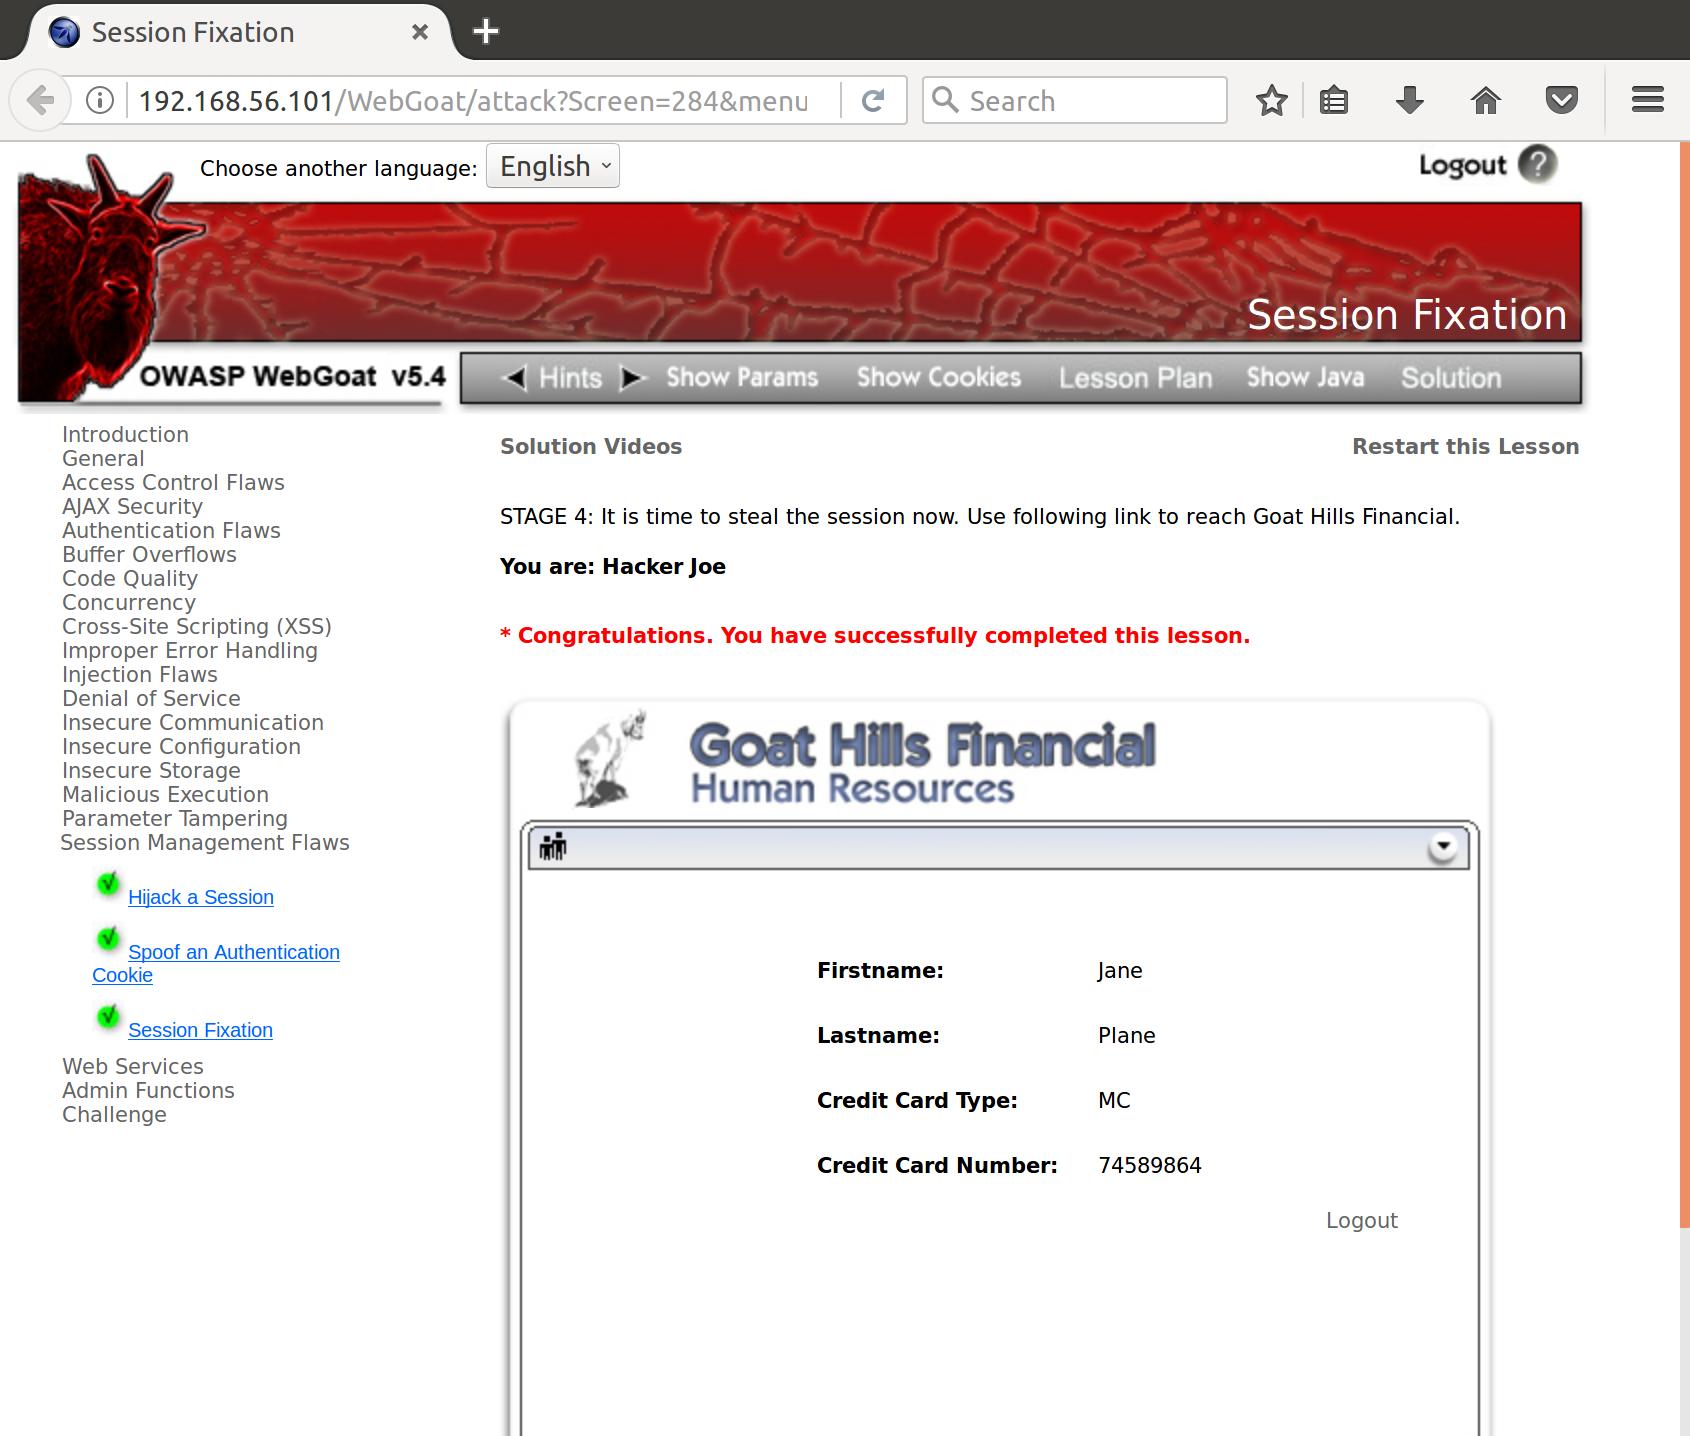 Session Fixation
192.168.56.101/WebGoat/attack?Screen=284&menu
Search
Choose another language: English
Logout ?
Session Fixation
OWASP WebGoat v5.4
Hints Show Params Show Cookies Lesson Plan Show Java Solution
Introduction
General
Access Control Flaws
AJAX Security
Authentication Flaws
Buffer Overflows
Code Quality
Concurrency
Cross-Site Scripting (XSS)
Improper Error Handling
Injection Flaws
Denial of Service
Insecure Communication
Insecure Configuration
Insecure Storage
Malicious Execution
Parameter Tampering
Session Management Flaws
Hijack a Session
Spoof an Authentication
Cookie
Session Fixation
Web Services
Admin Functions
Challenge
Solution Videos
Restart this Lesson
STAGE 4: It is time to steal the session now. Use following link to reach Goat Hills Financial.
You are: Hacker Joe
* Congratulations. You have successfully completed this lesson.
Goat Hills Financial
Human Resources
Firstname: Jane
Lastname: Plane
Credit Card Type: MC
Credit Card Number: 74589864
Logout